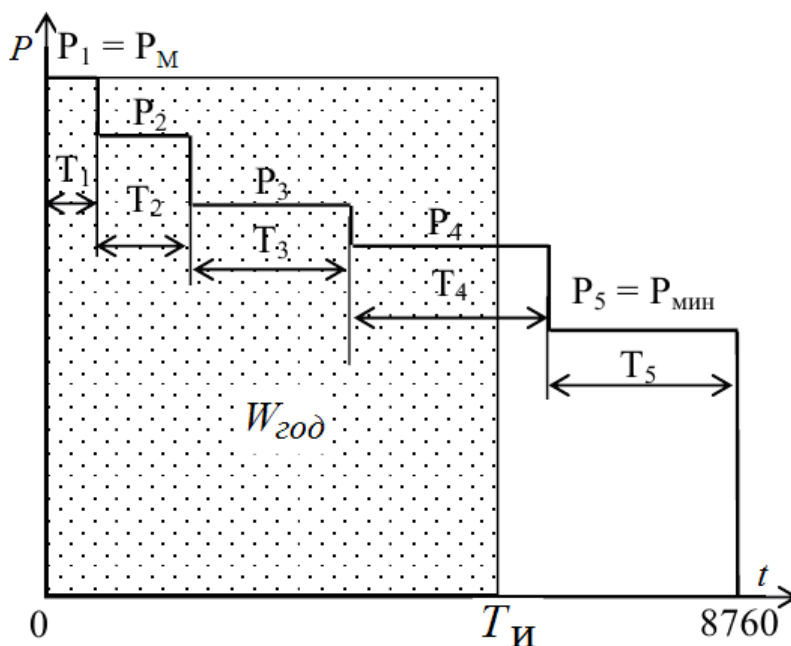 P P₁ = Pм
P₂
T₁ T₂ P₃
T₃ P₄
T₄ P₅ = Pмин
T₅
Wгод
t
0 Tи 8760